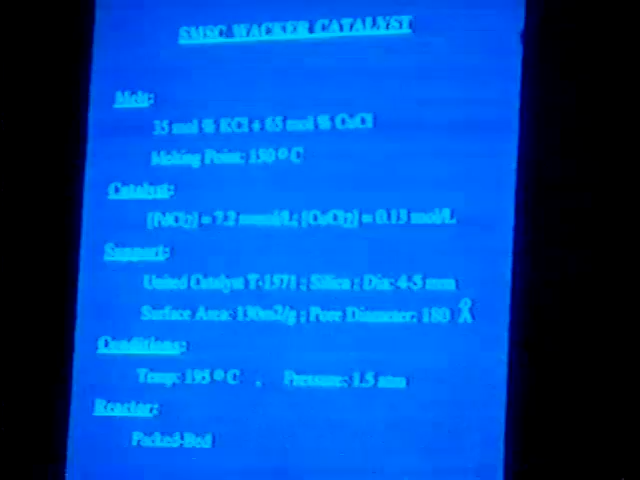 SMSC WACKER CATALYST
Melt:
35 mol % KCl + 65 mol % CuCl
Melting Point: 150 º C
Catalyst:
[PdCl2] = 7.2 mmol/L; [CuCl2] = 0.13 mol/L
Support:
United Catalyst T-1571 ; Silica ; Dia: 4-5 mm
Surface Area: 130m2/g ; Pore Diameter: 180 Å
Conditions:
Temp: 195 º C , Pressure: 1.5 atm
Reactor:
Packed-Bed